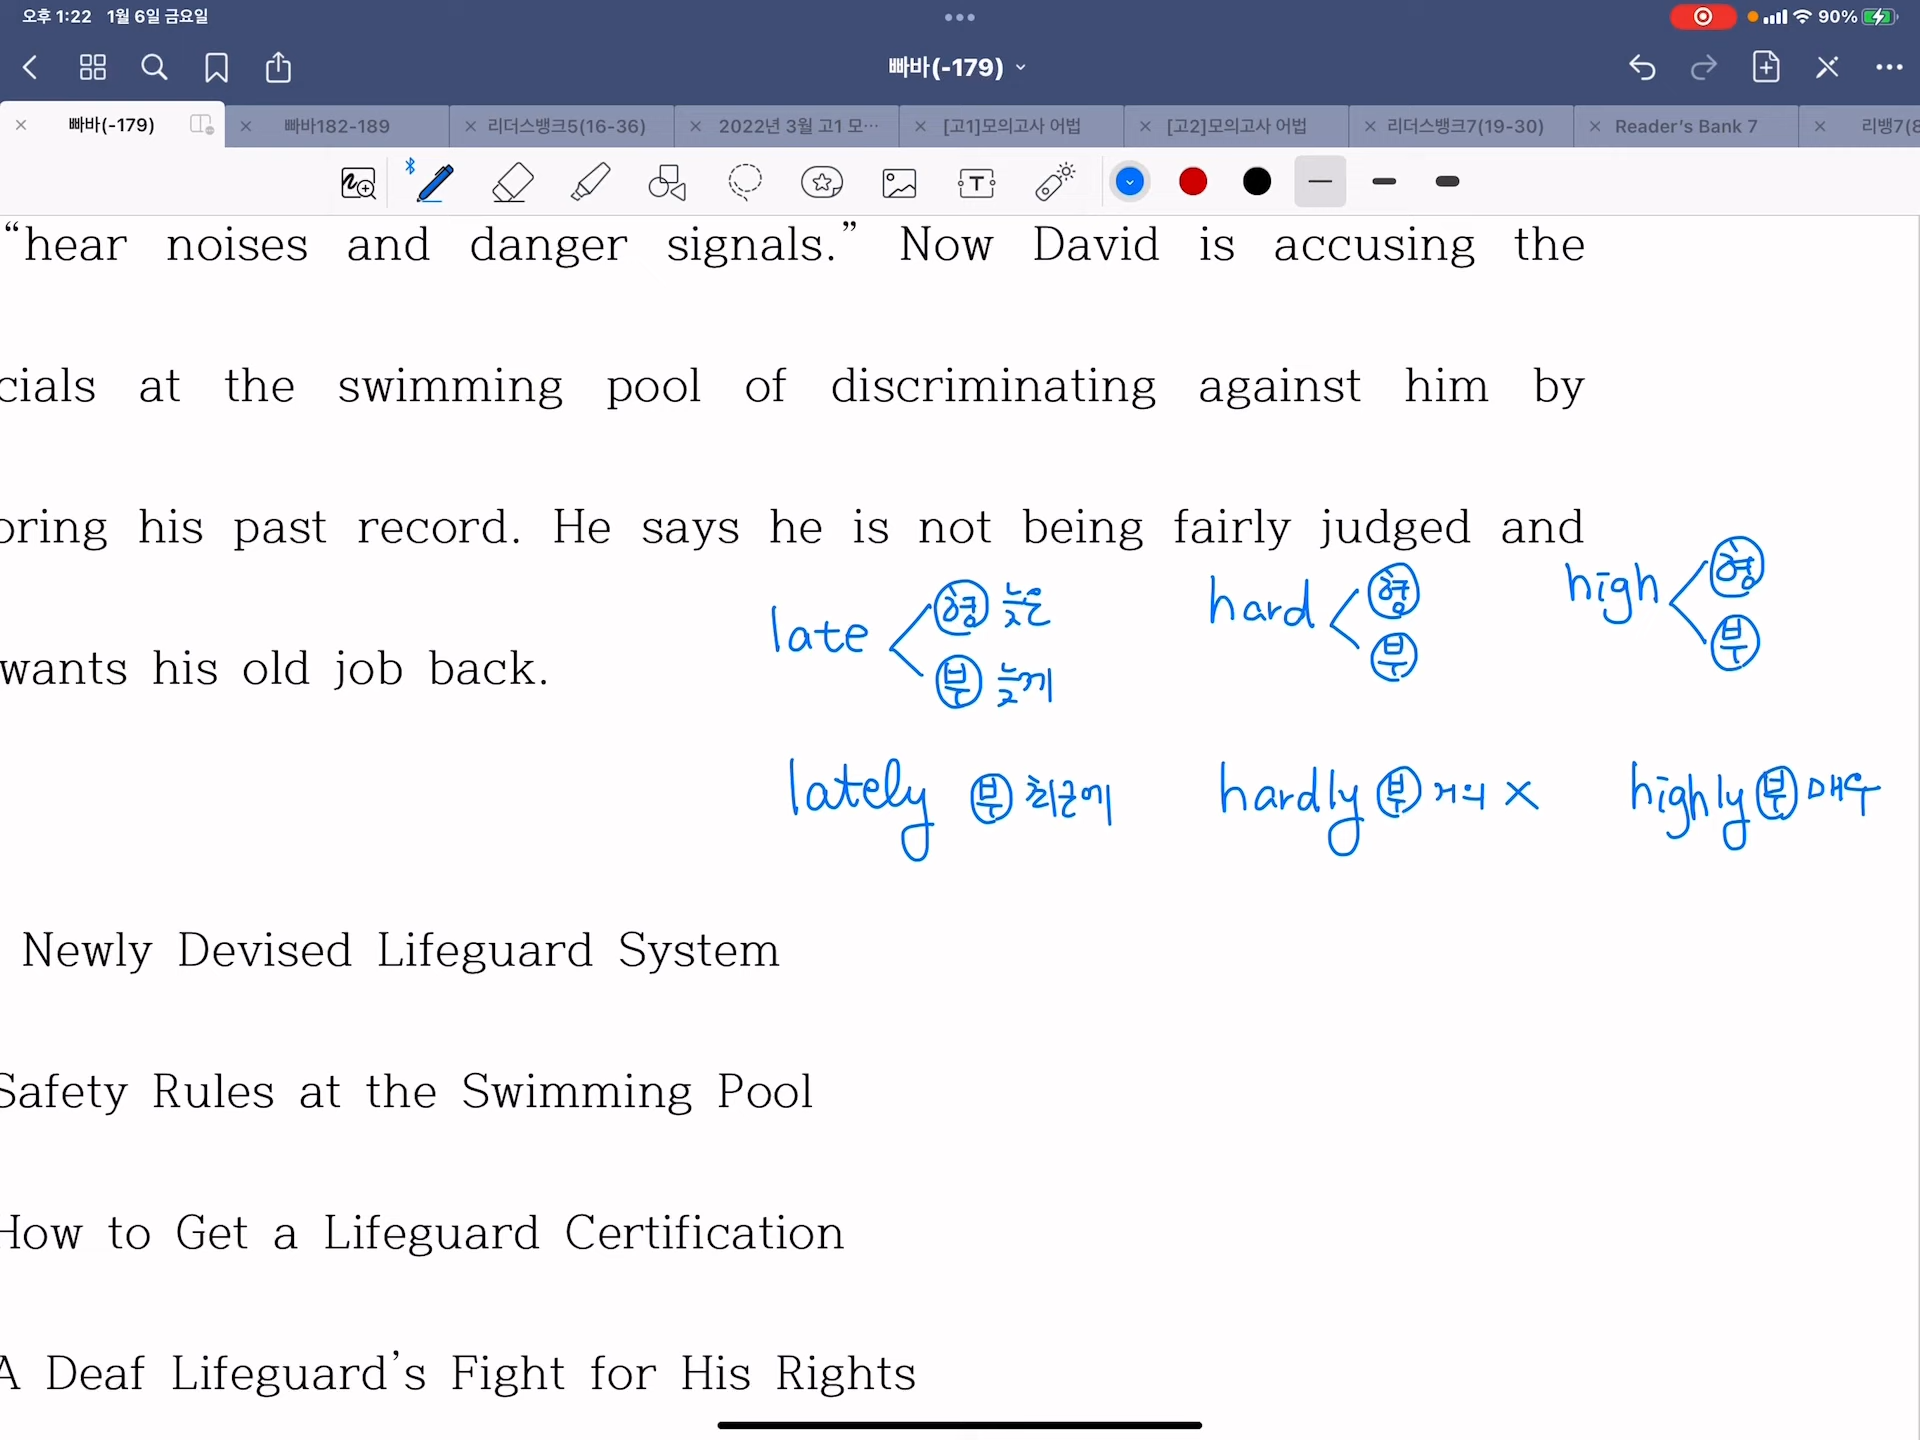 오후 1:22 1월 6일 금요일
90%
빠바(-179)
빠바(-179) 빠바182-189 리더스뱅크5(16-36) 2022년 3월 고1 모… [고1]모의고사 어법 [고2]모의고사 어법 리더스뱅크7(19-30) Reader's Bank 7 리뱅7(8
T
“hear noises and danger signals.” Now David is accusing the
cials at the swimming pool of discriminating against him by
oring his past record. He says he is not being fairly judged and
late 형 늦은 hard 형 high 형
부 늦게 부 부
wants his old job back.
lately 부 최근에 hardly 부 거의 X highly 부 매우
Newly Devised Lifeguard System
Safety Rules at the Swimming Pool
How to Get a Lifeguard Certification
A Deaf Lifeguard’s Fight for His Rights